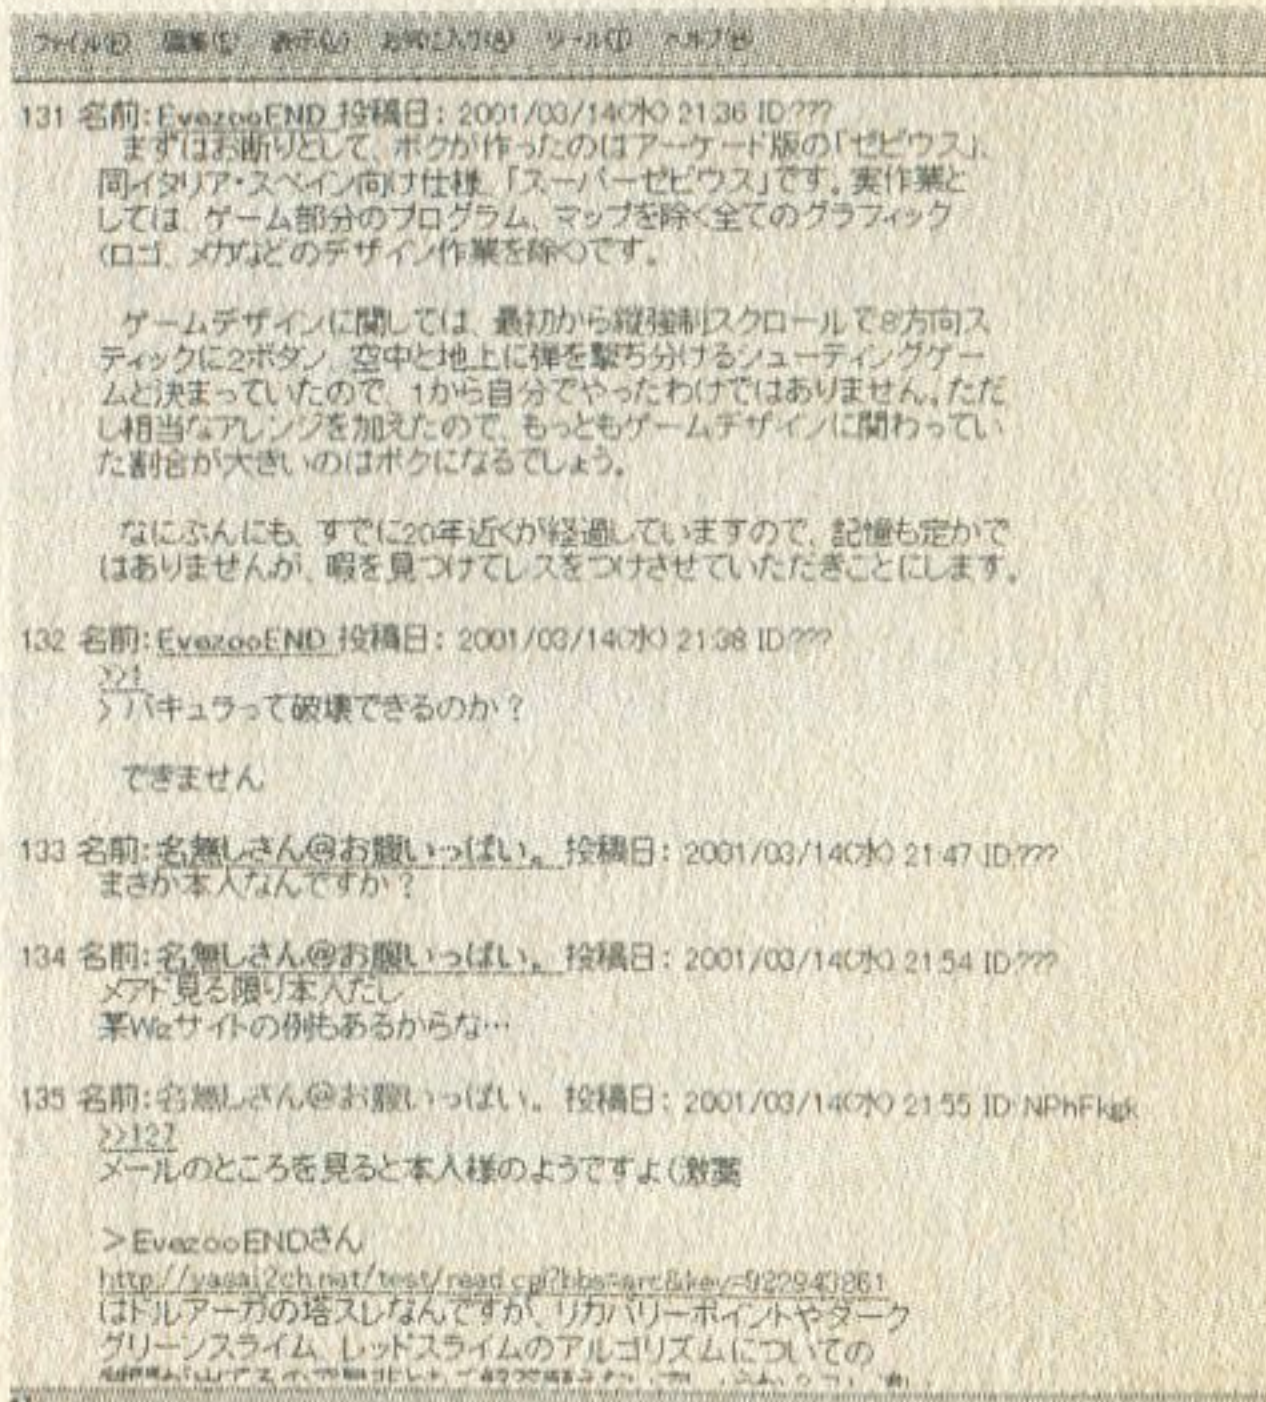 ファイル(F) 編集(E) 表示(V) お気に入り(A) ツール(T) ヘルプ(H)
131 名前:EvezooEND 投稿日: 2001/03/14(水) 21:36 ID:???
まずはお断りとして、ボクが作ったのはアーケード版の「ゼビウス」、
同イタリア・スペイン向け仕様、「スーパーゼビウス」です。実作業と
しては、ゲーム部分のプログラム、マップを除く全てのグラフィック
(ロゴ、メカなどのデザイン作業を除く)です。
ゲームデザインに関しては、最初から縦強制スクロールで8方向ス
ティックに2ボタン、空中と地上に弾を撃ち分けるシューティングゲー
ムと決まっていたので、1から自分でやったわけではありません。ただ
し相当なアレンジを加えたので、もっともゲームデザインに関わってい
た割合が大きいのはボクになるでしょう。
なにぶんにも、すでに20年近くが経過していますので、記憶も定かで
はありませんが、暇を見つけてレスをつけさせていただきことにします。
132 名前:EvezooEND 投稿日: 2001/03/14(水) 21:38 ID:???
>>1
>バキュラって破壊できるのか?
できません
133 名前:名無しさん@お腹いっぱい。 投稿日: 2001/03/14(水) 21:47 ID:???
まさか本人なんですか?
134 名前:名無しさん@お腹いっぱい。 投稿日: 2001/03/14(水) 21:54 ID:???
メアド見る限り本人だし
某Wizサイトの例もあるからな…
135 名前:名無しさん@お腹いっぱい。 投稿日: 2001/03/14(水) 21:55 ID:NPhFkgk
>>127
メールのところを見ると本人様のようですよ(激藁
>EvezooENDさん
http://yasai2ch.net/test/read.cgi?bbs=arc&key=922943861
はドルアーガの塔スレなんですが、リカバリーポイントやダーク
グリーンスライム、レッドスライムのアルゴリズムについての